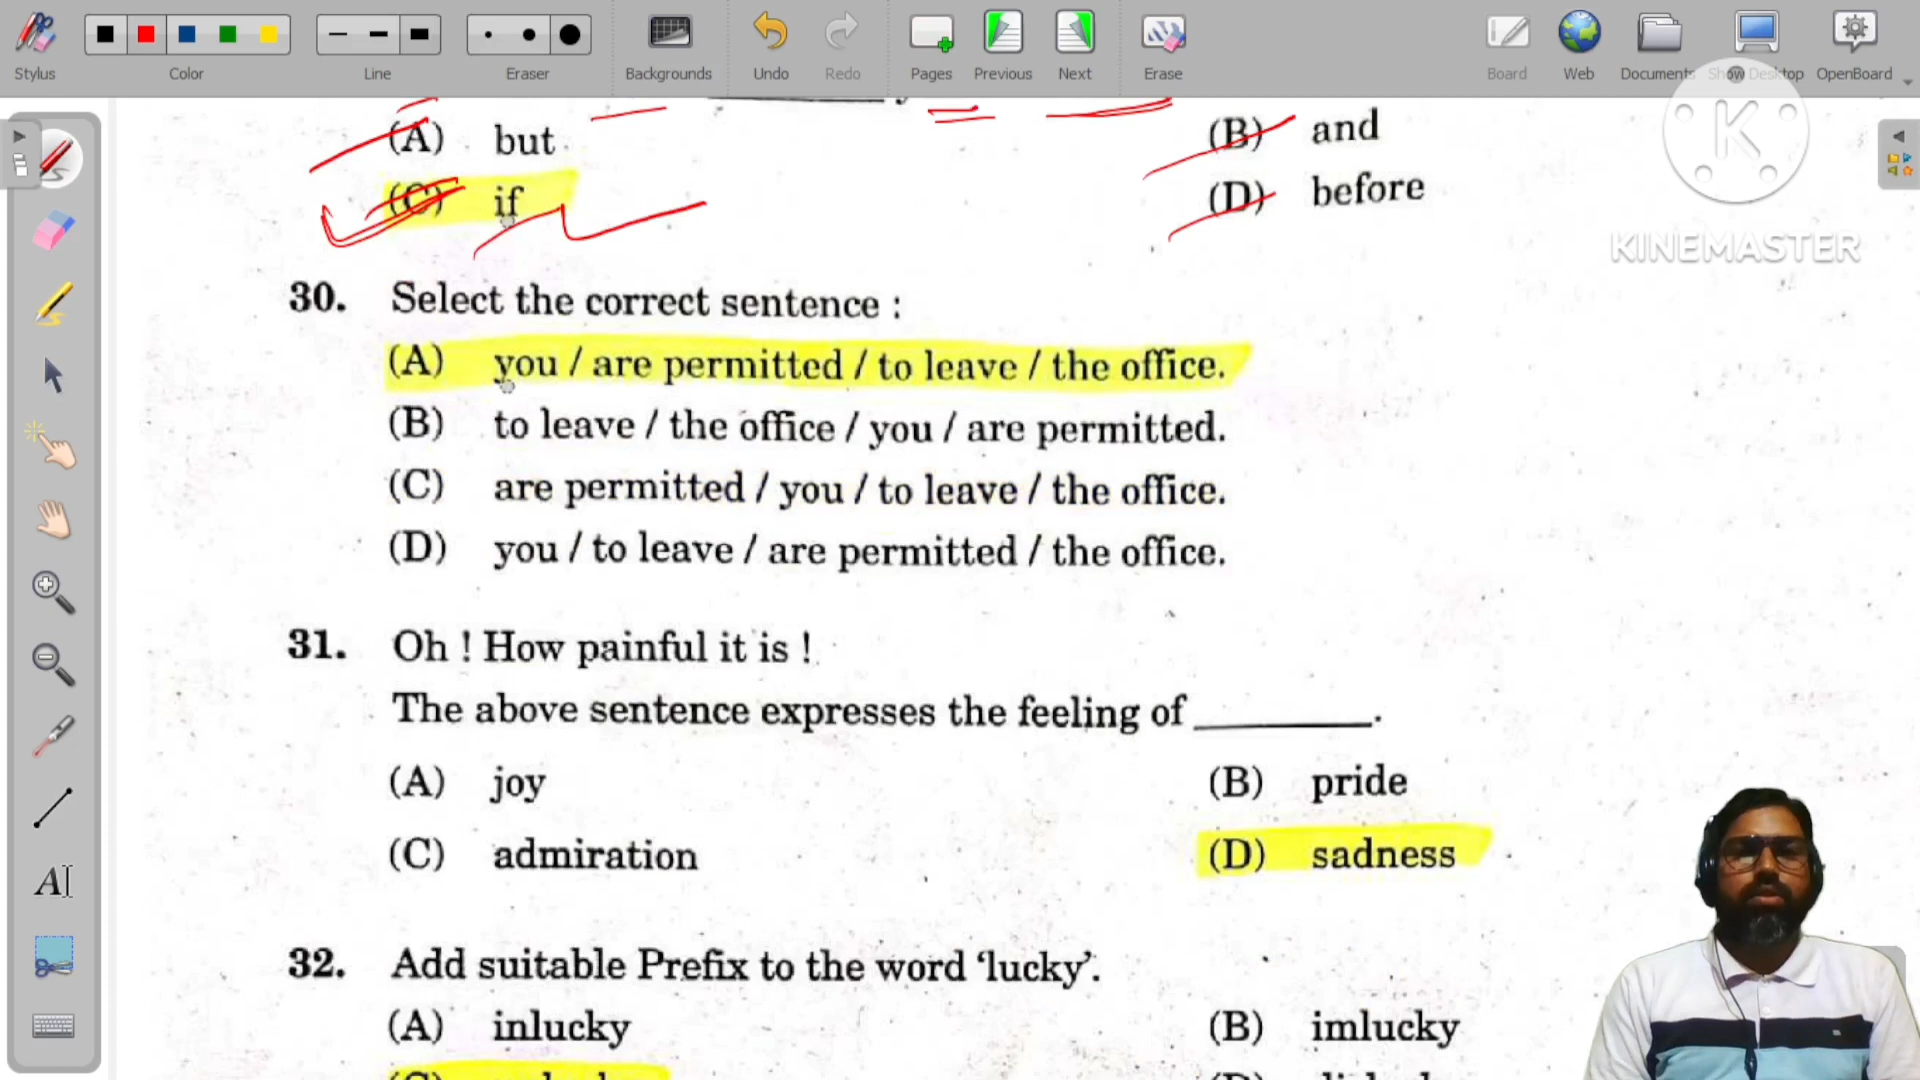 Stylus
Color
Line
Eraser
Backgrounds
Undo
Redo
Pages
Previous
Next
Erase
Board
Web
Documents
Show Desktop
OpenBoard
K
KINEMASTER
(A) but
(B) and
(C) if
(D) before
30. Select the correct sentence :
(A) you / are permitted / to leave / the office.
(B) to leave / the office / you / are permitted.
(C) are permitted / you / to leave / the office.
(D) you / to leave / are permitted / the office.
31. Oh ! How painful it is !
The above sentence expresses the feeling of ________.
(A) joy
(B) pride
(C) admiration
(D) sadness
32. Add suitable Prefix to the word ‘lucky’.
(A) inlucky
(B) imlucky